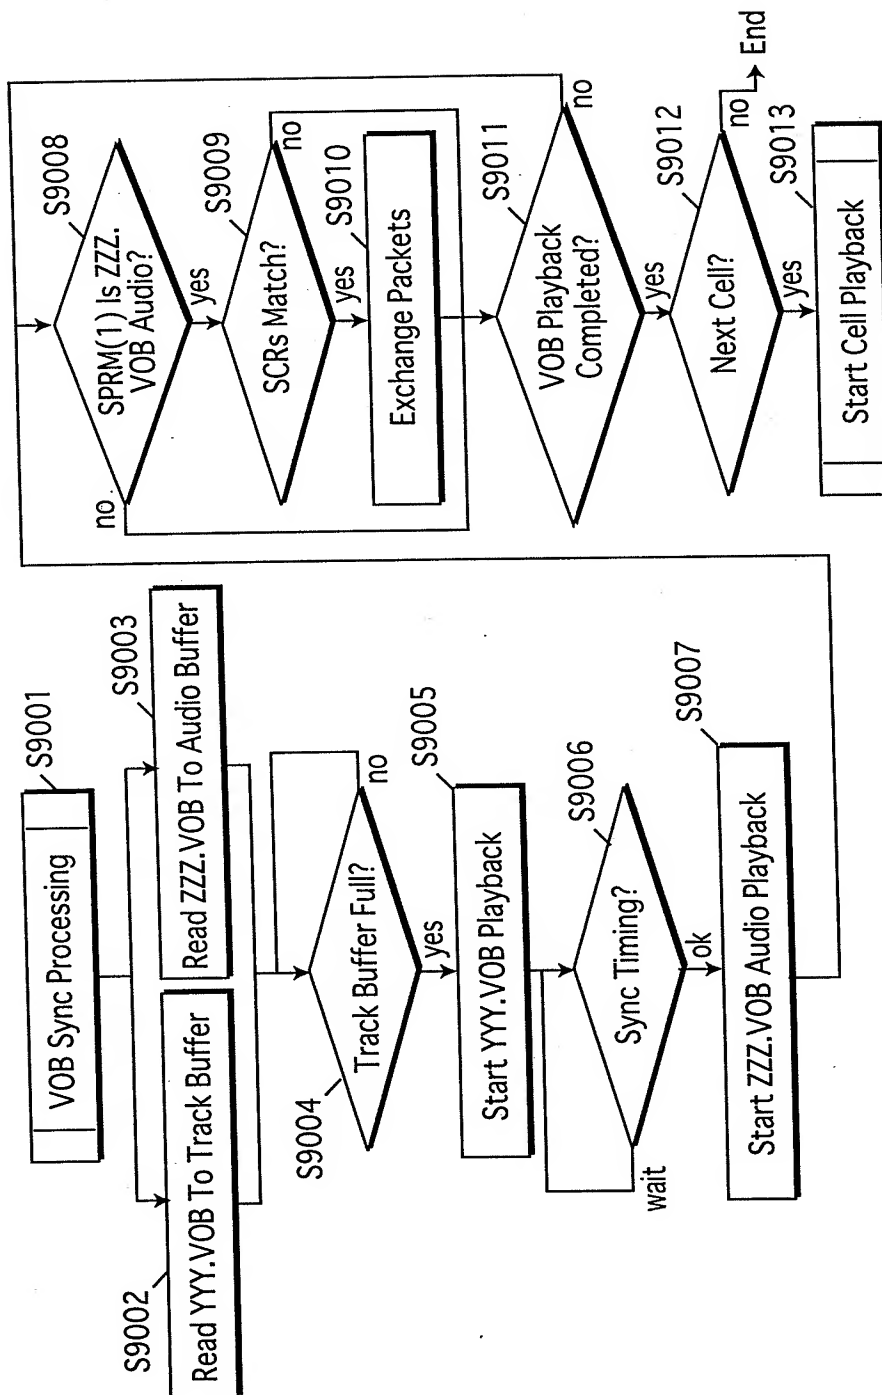 S9001
VOB Sync Processing
S9002
Read YYY.VOB To Track Buffer
S9003
Read ZZZ.VOB To Audio Buffer
S9004
Track Buffer Full?
no
yes
S9005
Start YYY.VOB Playback
S9006
Sync Timing?
wait
ok
S9007
Start ZZZ.VOB Audio Playback
S9008
SPRM(1) Is ZZZ.
VOB Audio?
no
yes
S9009
SCRs Match?
no
yes
S9010
Exchange Packets
S9011
VOB Playback
Completed?
no
yes
S9012
Next Cell?
no
End
yes
S9013
Start Cell Playback